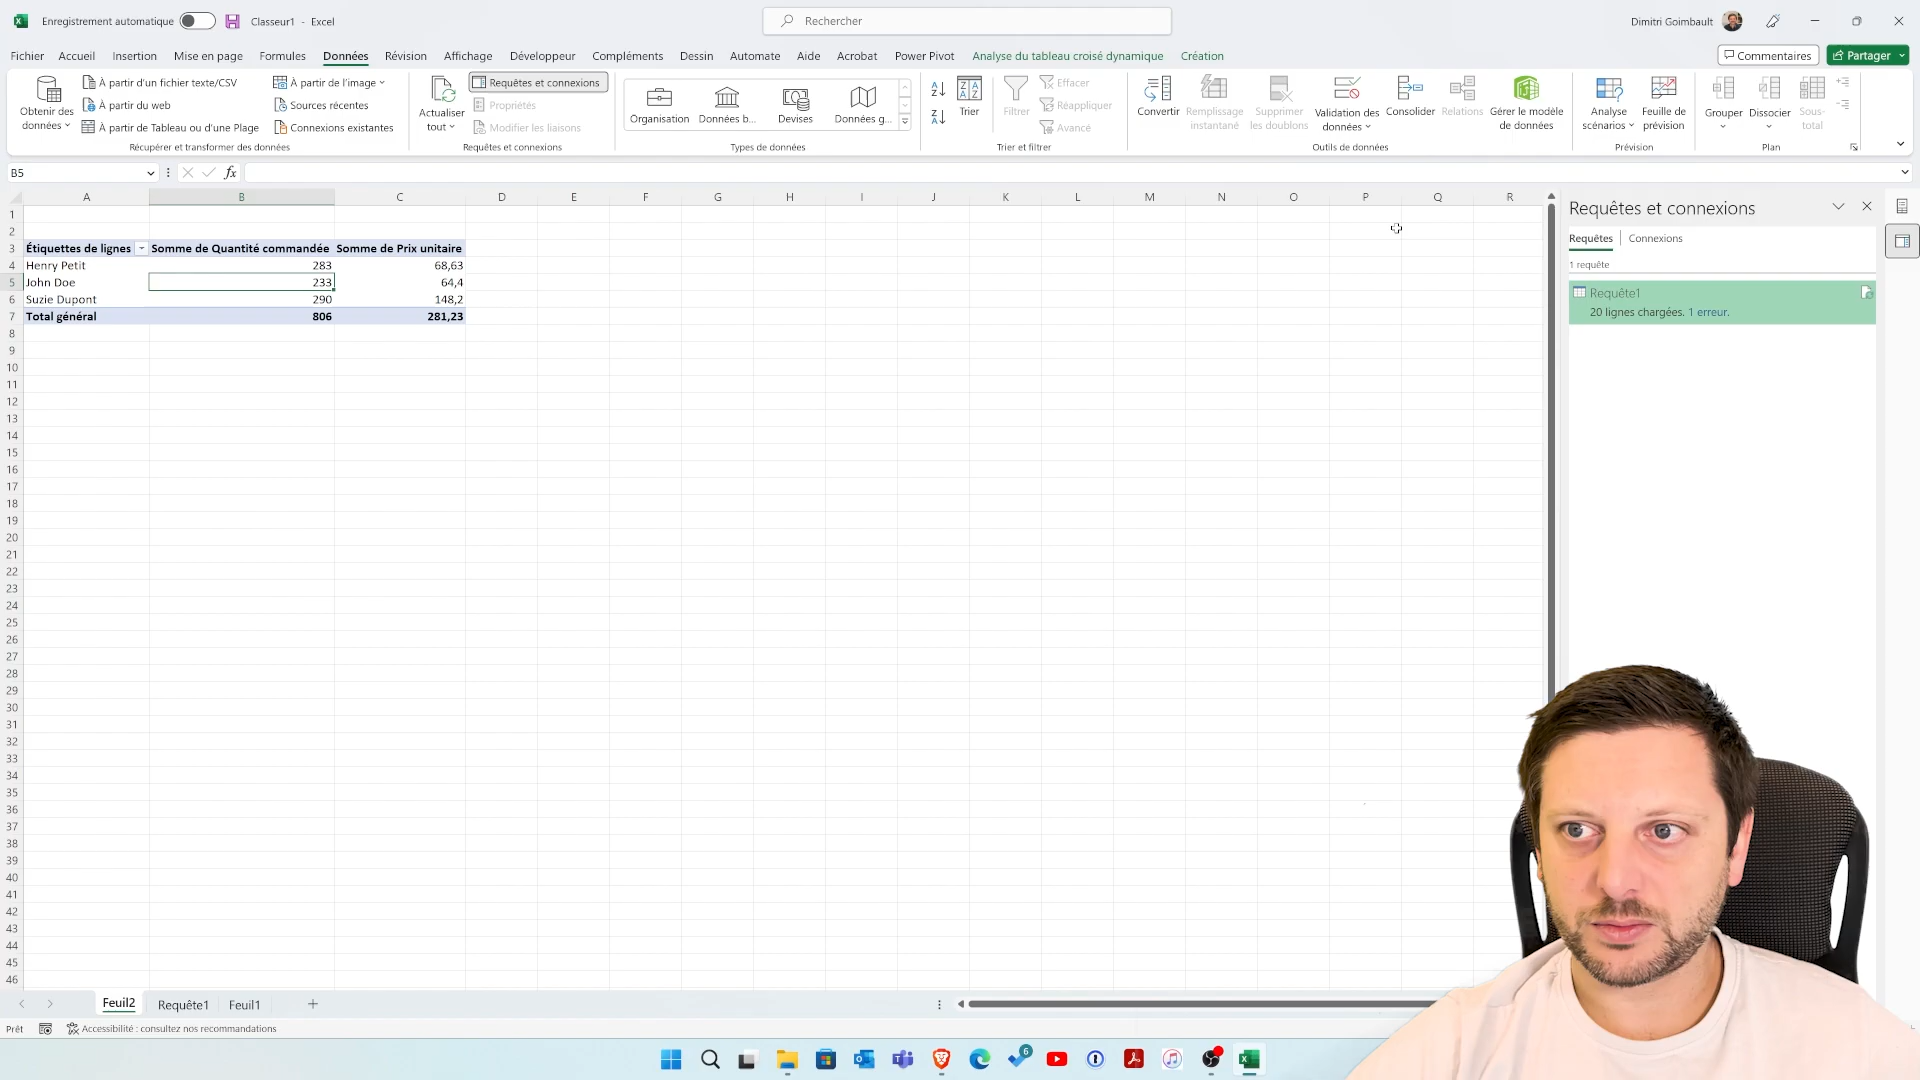 Enregistrement automatique
Classeur1 - Excel
Rechercher
Dimitri Goimbault
Fichier Accueil Insertion Mise en page Formules Données Révision Affichage Développeur Compléments Dessin Automate Aide Acrobat Power Pivot Analyse du tableau croisé dynamique Création
Commentaires Partager
Obtenir des données
À partir d'un fichier texte/CSV
À partir du web
À partir de Tableau ou d'une Plage
À partir de l'image
Sources récentes
Connexions existantes
Récupérer et transformer des données
Actualiser tout
Requêtes et connexions
Propriétés
Modifier les liaisons
Requêtes et connexions
Organisation Données b... Devises Données g...
Types de données
Trier
Filtrer
Effacer
Réappliquer
Avancé
Trier et filtrer
Convertir
Remplissage instantané
Supprimer les doublons
Validation des données
Consolider
Relations
Gérer le modèle de données
Outils de données
Analyse scénarios
Feuille de prévision
Prévision
Grouper Dissocier Sous-total
Plan
B5
fx
A B C D E F G H I J K L M N O P Q R
1
2
3 Étiquettes de lignes Somme de Quantité commandée Somme de Prix unitaire
4 Henry Petit 283 68,63
5 John Doe 233 64,4
6 Suzie Dupont 290 148,2
7 Total général 806 281,23
8
9
10
11
12
13
14
15
16
17
18
19
20
21
22
23
24
25
26
27
28
29
30
31
32
33
34
35
36
37
38
39
40
41
42
43
44
45
46
Requêtes et connexions
Requêtes Connexions
1 requête
Requête1
20 lignes chargées. 1 erreur.
Feuil2 Requête1 Feuil1
Prêt
Accessibilité : consultez nos recommandations
6